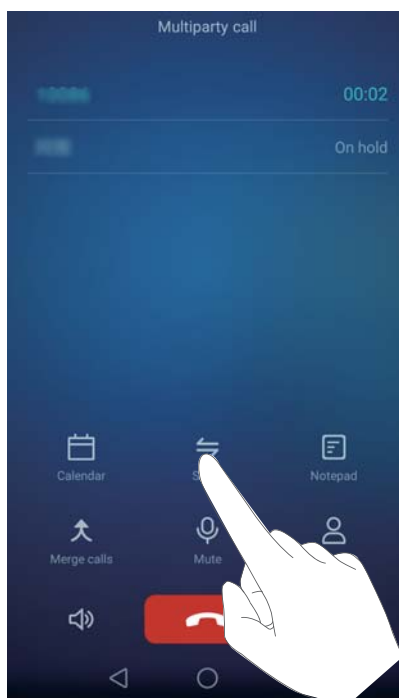 Multiparty call
00:02
On hold
Calendar
Notepad
Merge calls
Mute